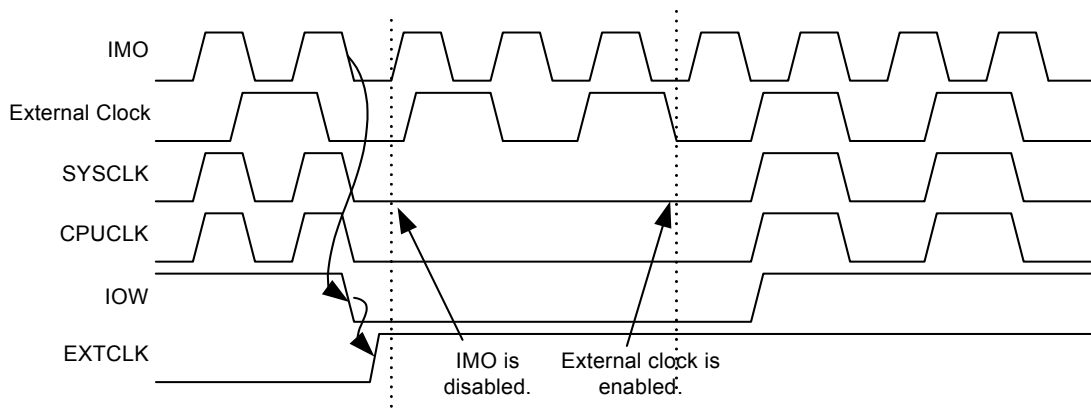 IMO
External Clock
SYSCLK
CPUCLK
IOW
EXTCLK
IMO is
disabled.
External clock is
enabled.